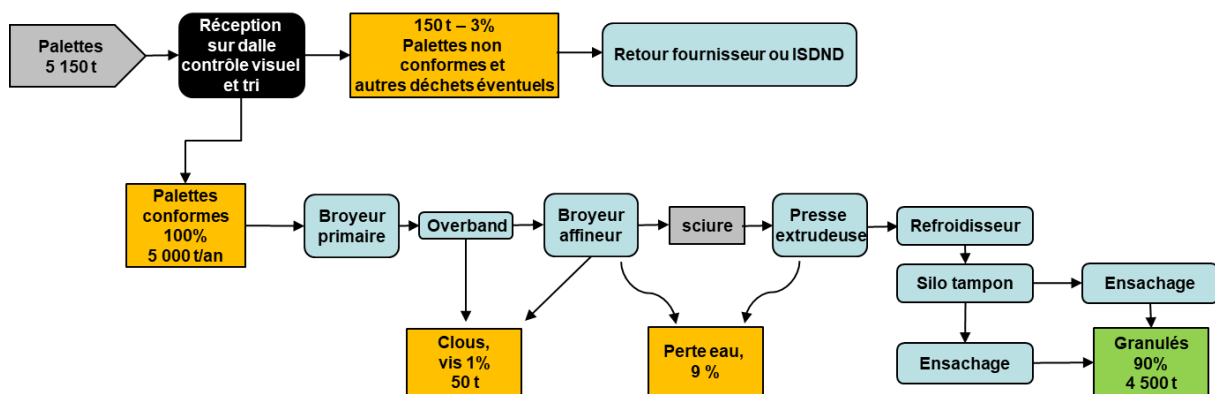 Palettes
5 150 t
Réception
sur dalle
contrôle visuel
et tri
150 t – 3%
Palettes non
conformes et
autres déchets éventuels
Retour fournisseur ou ISDND
Palettes
conformes
100%
5 000 t/an
Broyeur
primaire
Overband
Broyeur
affineur
sciure
Presse
extrudeuse
Refroidisseur
Silo tampon
Ensachage
Clous,
vis 1%
50 t
Perte eau,
9 %
Ensachage
Granulés
90%
4 500 t